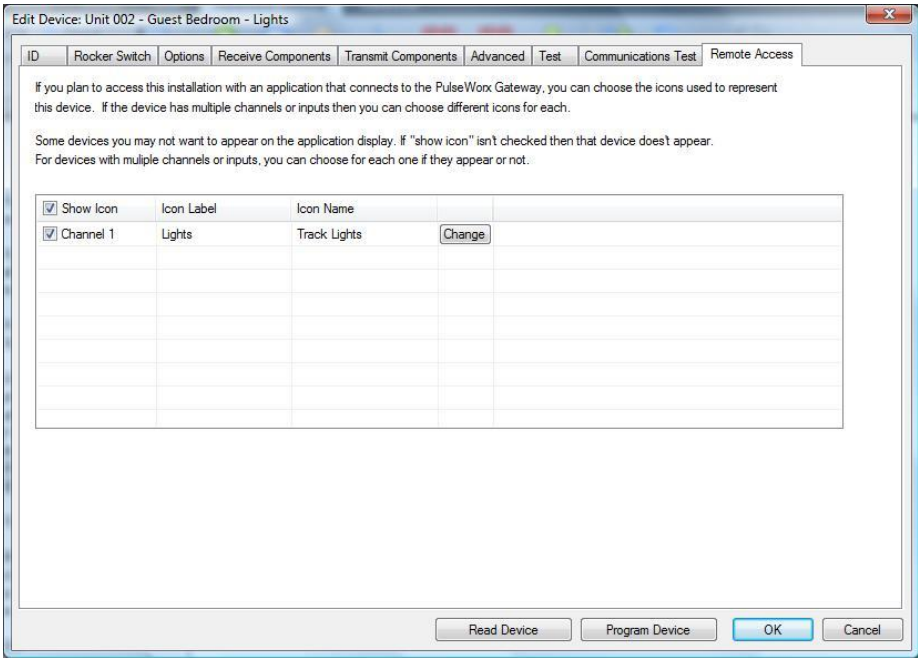 Edit Device: Unit 002 - Guest Bedroom - Lights
ID Rocker Switch Options Receive Components Transmit Components Advanced Test Communications Test Remote Access
If you plan to access this installation with an application that connects to the PulseWorx Gateway, you can choose the icons used to represent
this device. If the device has multiple channels or inputs then you can choose different icons for each.
Some devices you may not want to appear on the application display. If "show icon" isn't checked then that device does't appear.
For devices with muliple channels or inputs, you can choose for each one if they appear or not.
Show Icon Icon Label Icon Name
Channel 1 Lights Track Lights Change
Read Device Program Device OK Cancel